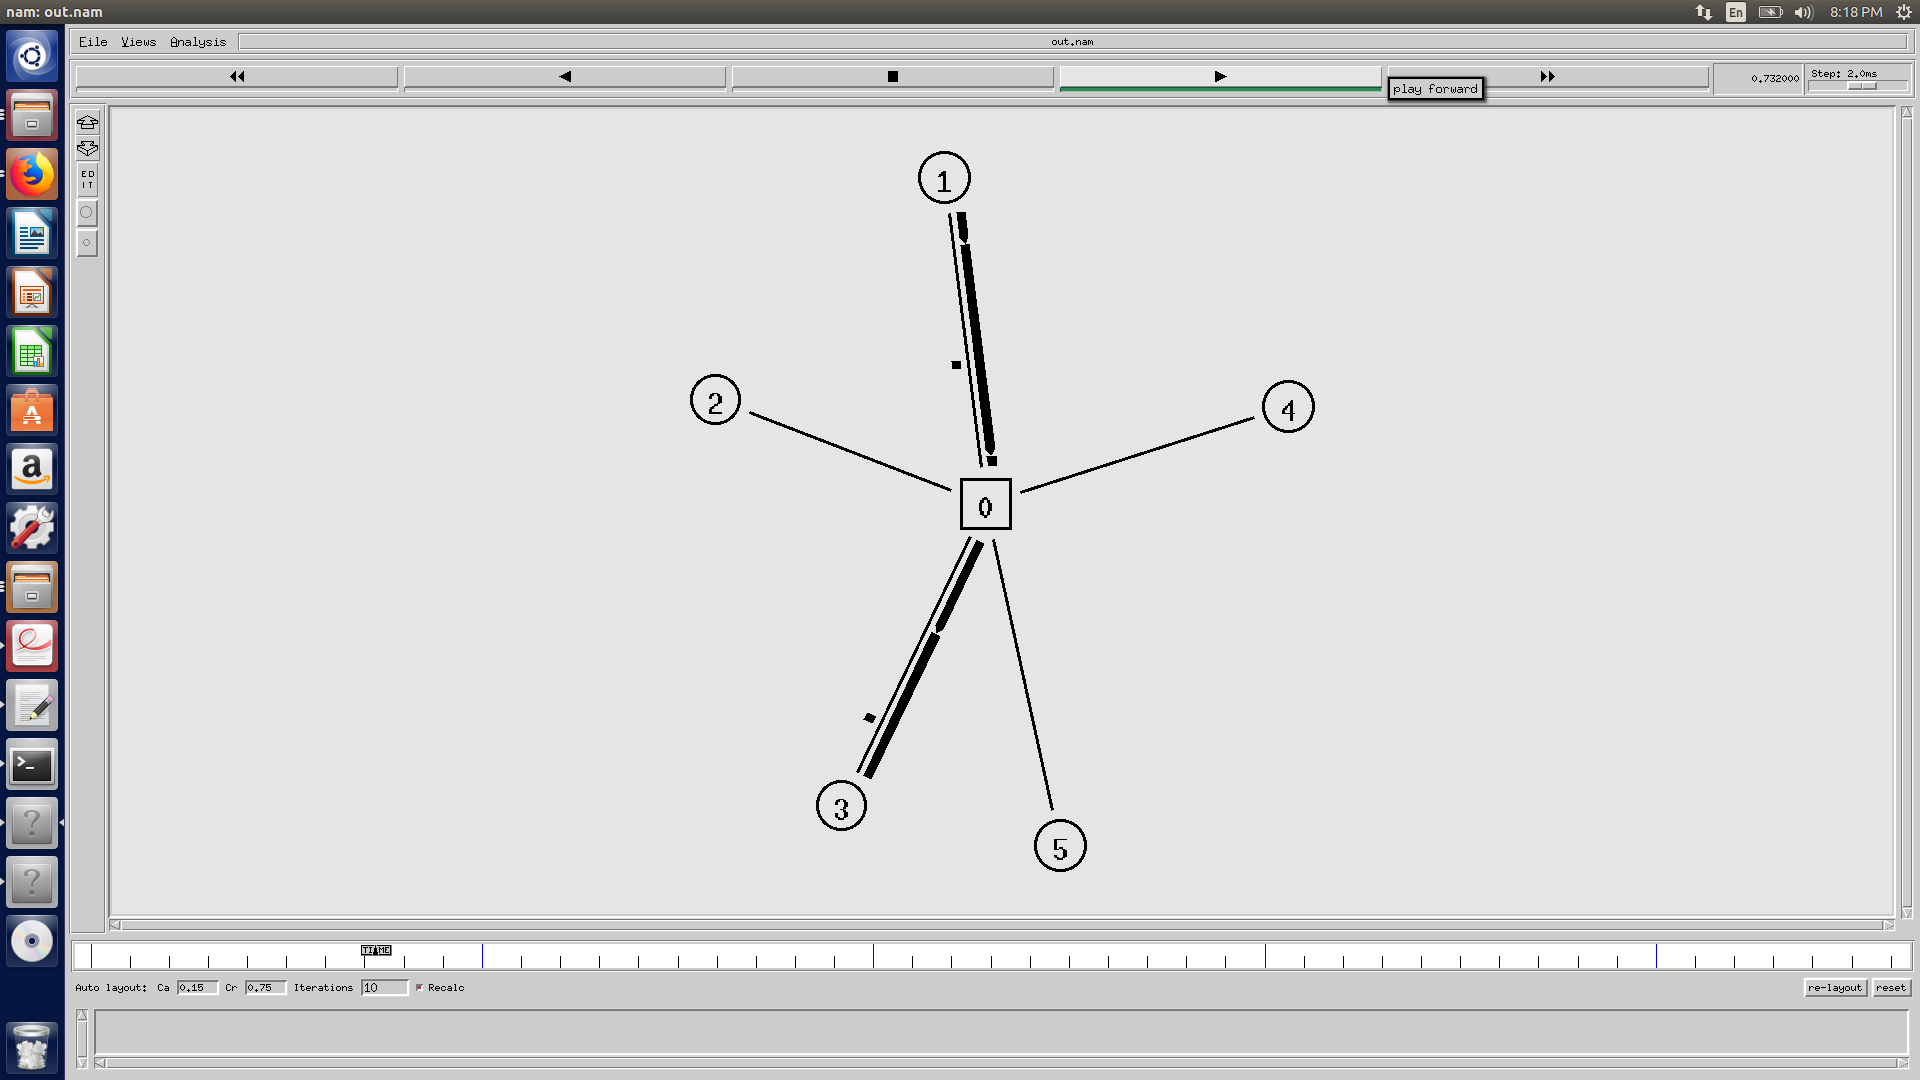 nam: out.nam
En
8:18 PM
File Views Analysis
out.nam
0.732000
Step: 2.0ms
play forward
ED
IT
1
2
4
0
3
5
TIME
Auto layout: Ca 0.15 Cr 0.75 Iterations 10 Recalc
re-layout reset